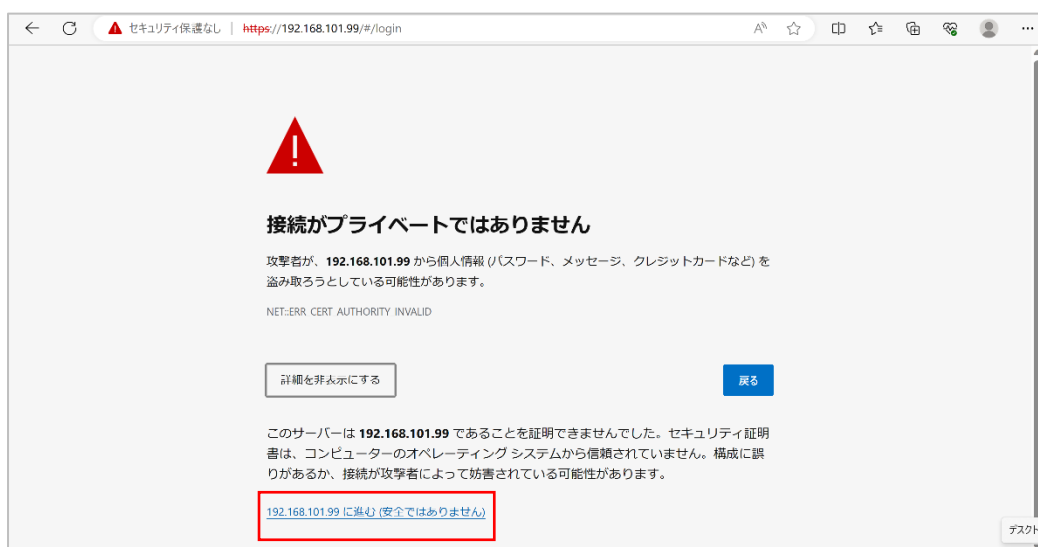 セキュリティ保護なし | https://192.168.101.99/#/login
接続がプライベートではありません
攻撃者が、192.168.101.99 から個人情報 (パスワード、メッセージ、クレジットカードなど) を
盗み取ろうとしている可能性があります。
NET::ERR CERT AUTHORITY INVALID
詳細を非表示にする
戻る
このサーバーは 192.168.101.99 であることを証明できませんでした。セキュリティ証明
書は、コンピューターのオペレーティング システムから信頼されていません。構成に誤
りがあるか、接続が攻撃者によって妨害されている可能性があります。
192.168.101.99 に進む (安全ではありません)
デスクト